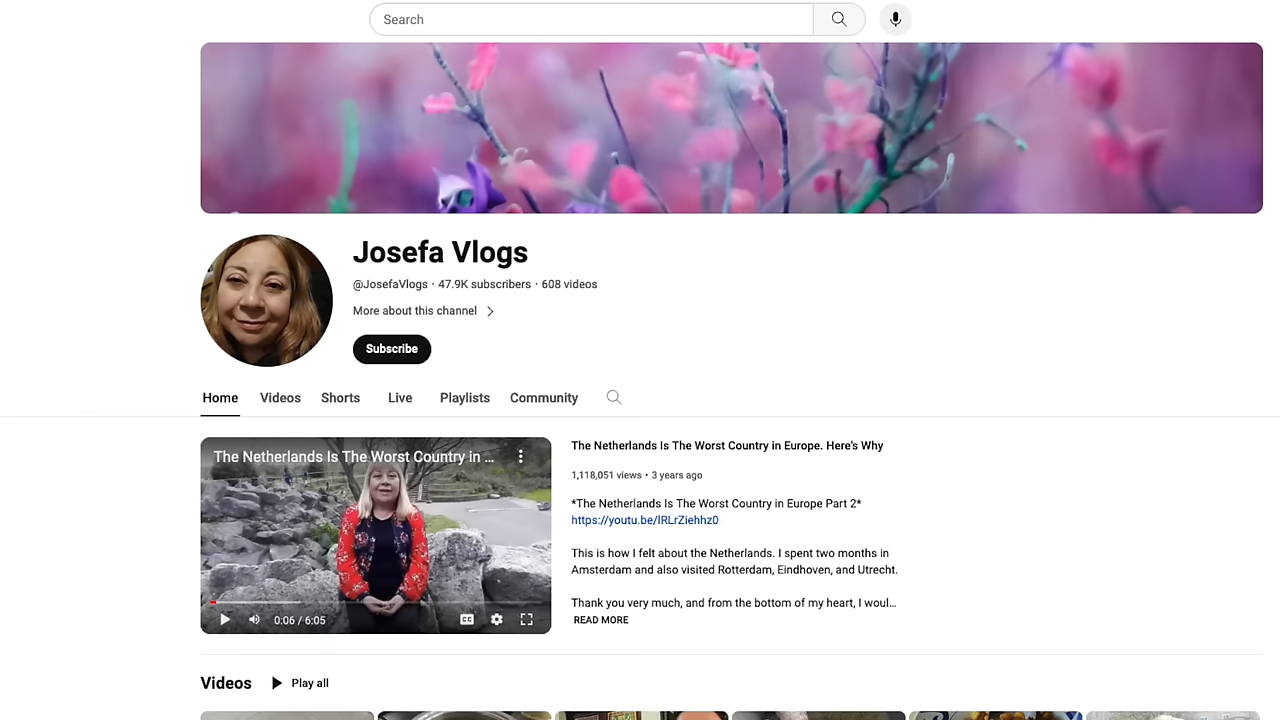 Search
Josefa Vlogs
@JosefaVlogs · 47.9K subscribers · 608 videos
More about this channel
Subscribe
Home Videos Shorts Live Playlists Community
The Netherlands Is The Worst Country in ...
0:06 / 6:05
CC
The Netherlands Is The Worst Country in Europe. Here's Why
1,118,051 views · 3 years ago
*The Netherlands Is The Worst Country in Europe Part 2*
https://youtu.be/lRLrZiehhz0
This is how I felt about the Netherlands. I spent two months in
Amsterdam and also visited Rotterdam, Eindhoven, and Utrecht.
Thank you very much, and from the bottom of my heart, I woul...
READ MORE
Videos Play all